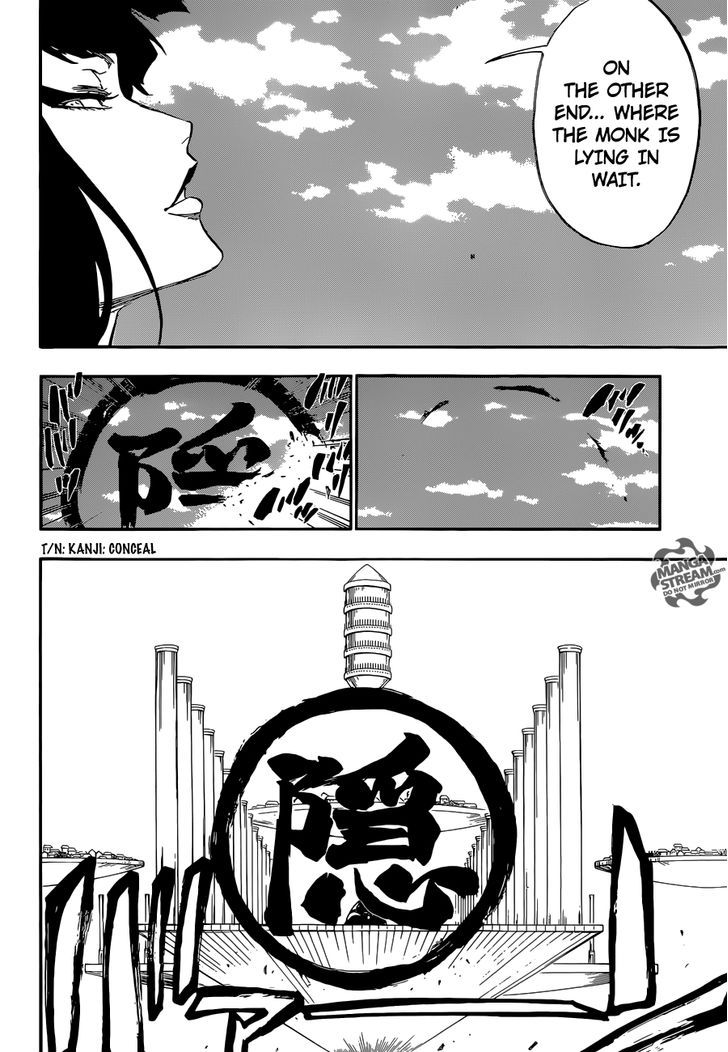 ON
THE OTHER
END... WHERE
THE MONK IS
LYING IN
WAIT.
隠
T/N: KANJI: CONCEAL
MANGA
STREAM.com
DO NOT MIRROR
隠